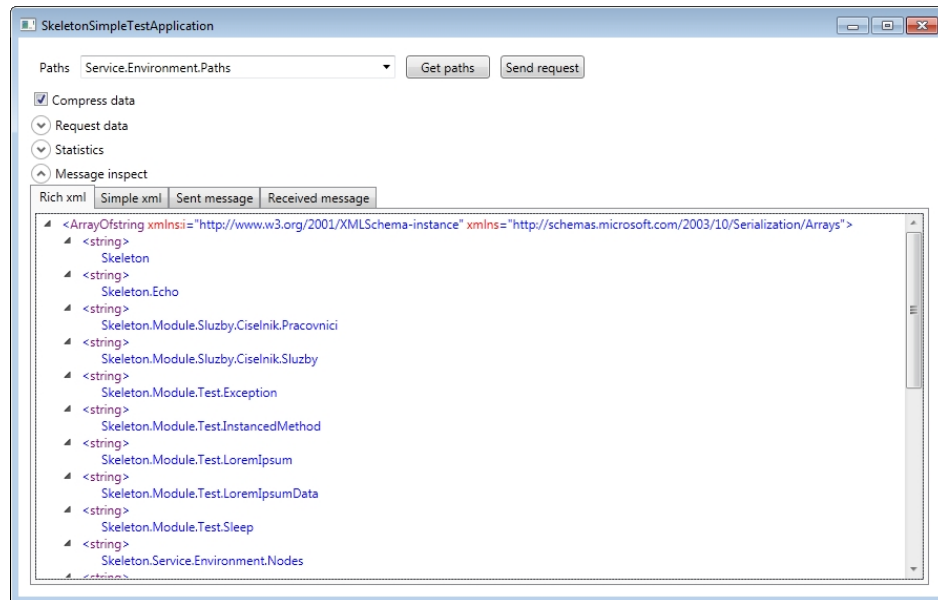 SkeletonSimpleTestApplication
Paths Service.Environment.Paths Get paths Send request
Compress data
Request data
Statistics
Message inspect
Rich xml Simple xml Sent message Received message
<ArrayOfstring xmlns:i="http://www.w3.org/2001/XMLSchema-instance" xmlns="http://schemas.microsoft.com/2003/10/Serialization/Arrays">
<string>
Skeleton
<string>
Skeleton.Echo
<string>
Skeleton.Module.Sluzby.Ciselnik.Pracovnici
<string>
Skeleton.Module.Sluzby.Ciselnik.Sluzby
<string>
Skeleton.Module.Test.Exception
<string>
Skeleton.Module.Test.InstancedMethod
<string>
Skeleton.Module.Test.LoremIpsum
<string>
Skeleton.Module.Test.LoremIpsumData
<string>
Skeleton.Module.Test.Sleep
<string>
Skeleton.Service.Environment.Nodes
<string>